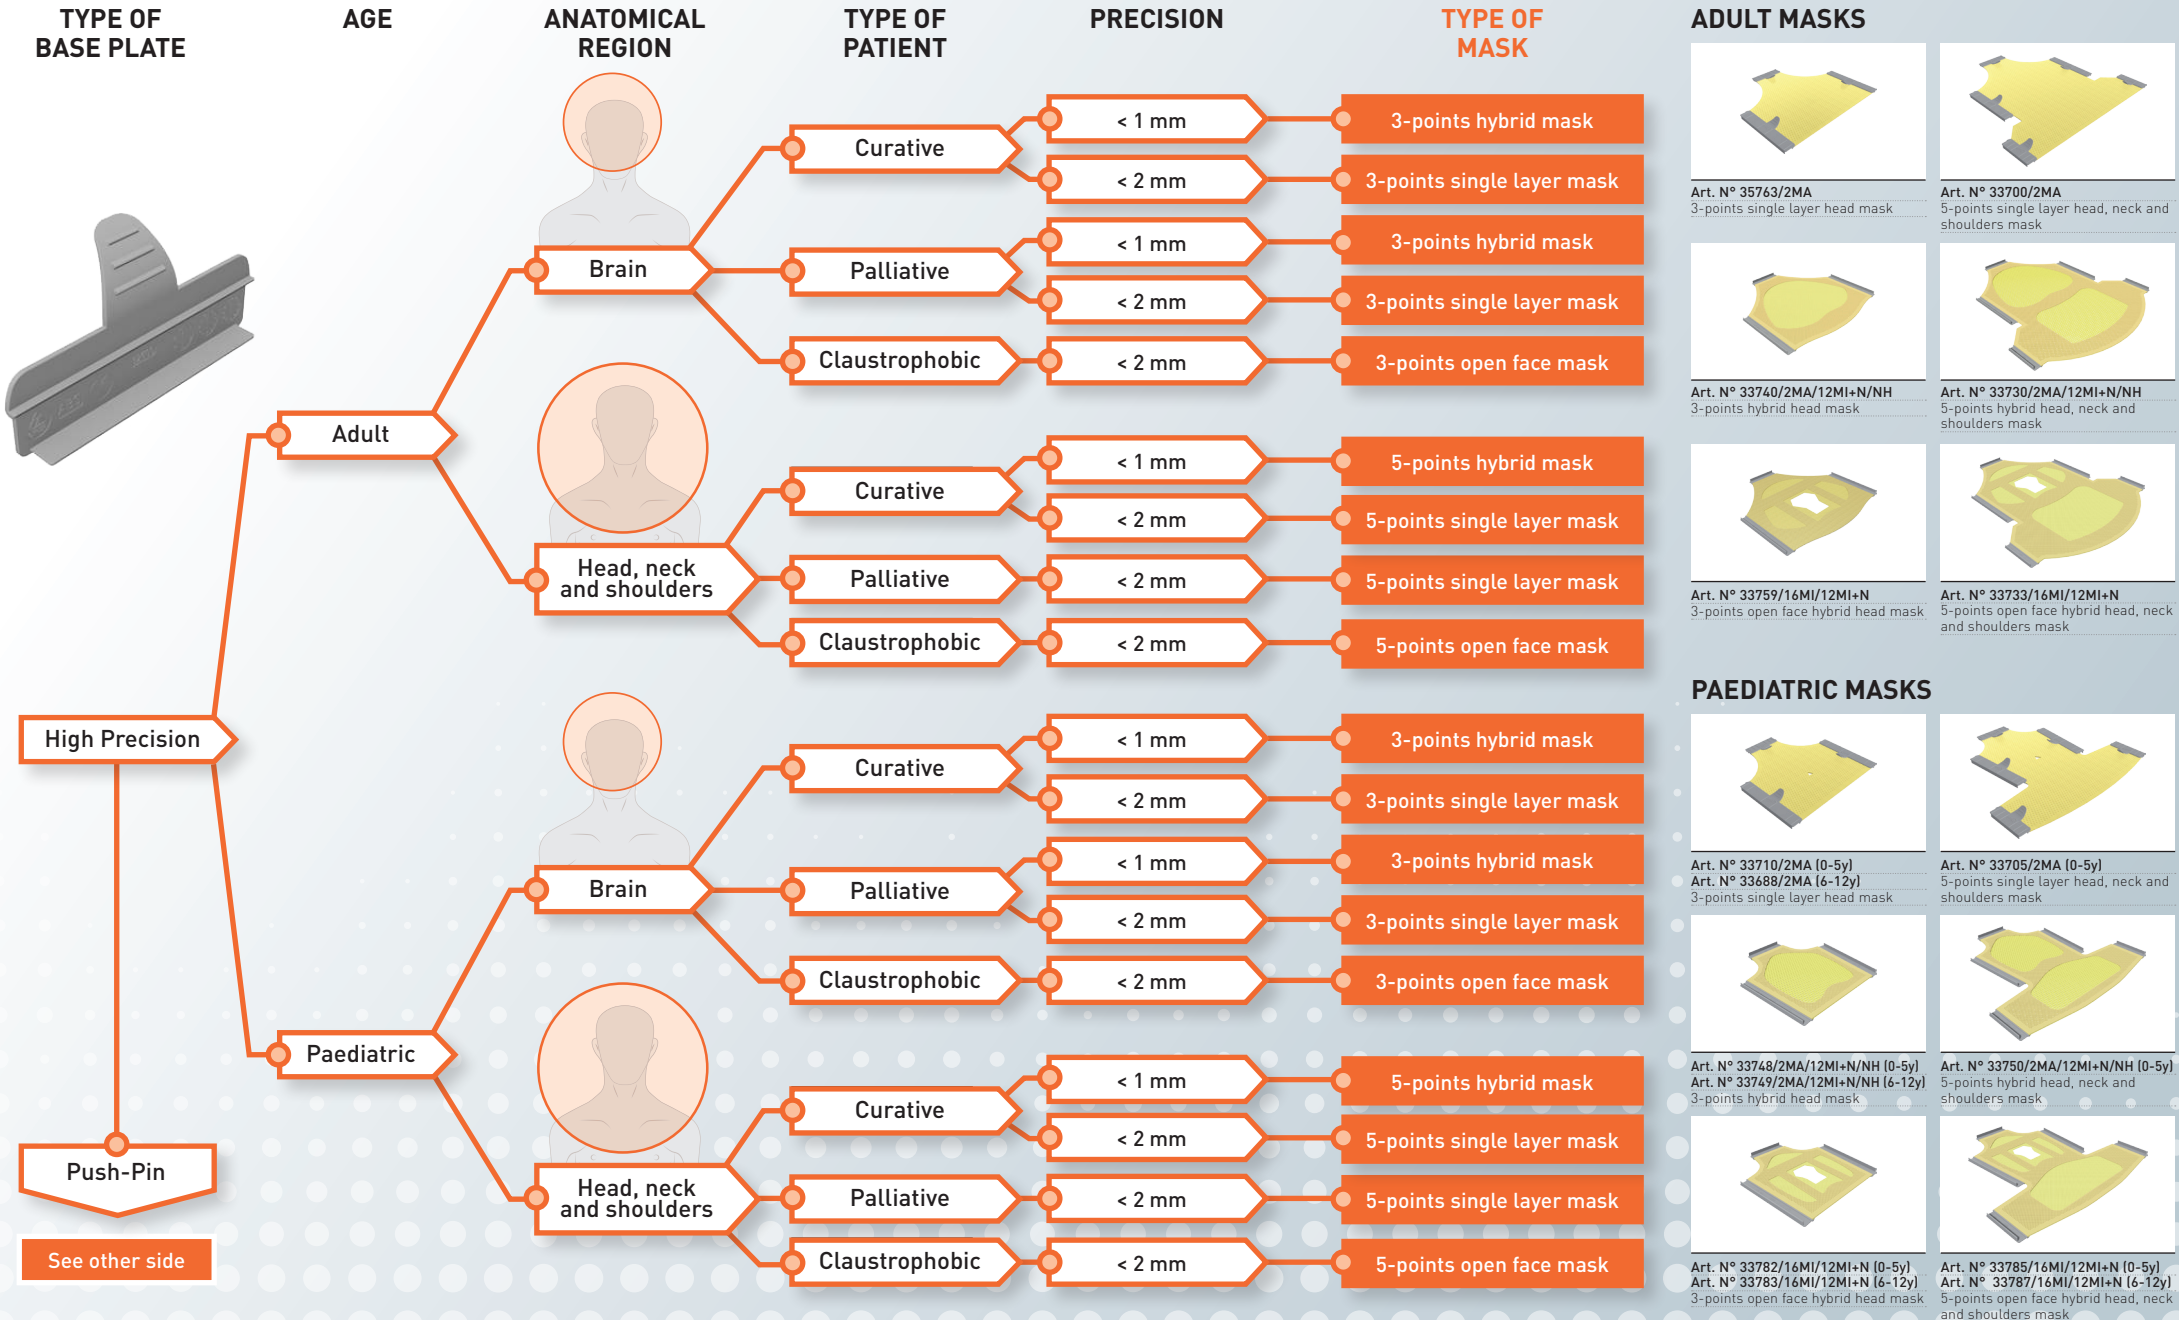 TYPE OF
BASE PLATE
AGE
ANATOMICAL
REGION
TYPE OF
PATIENT
PRECISION
TYPE OF
MASK
High Precision
Push-Pin
See other side
Adult
Brain
Curative
< 1 mm
3-points hybrid mask
< 2 mm
3-points single layer mask
Palliative
< 1 mm
3-points hybrid mask
< 2 mm
3-points single layer mask
Claustrophobic
< 2 mm
3-points open face mask
Head, neck
and shoulders
Curative
< 1 mm
5-points hybrid mask
< 2 mm
5-points single layer mask
Palliative
< 2 mm
5-points single layer mask
Claustrophobic
< 2 mm
5-points open face mask
Paediatric
Brain
Curative
< 1 mm
3-points hybrid mask
< 2 mm
3-points single layer mask
Palliative
< 1 mm
3-points hybrid mask
< 2 mm
3-points single layer mask
Claustrophobic
< 2 mm
3-points open face mask
Head, neck
and shoulders
Curative
< 1 mm
5-points hybrid mask
< 2 mm
5-points single layer mask
Palliative
< 2 mm
5-points single layer mask
Claustrophobic
< 2 mm
5-points open face mask
ADULT MASKS
Art. N° 35763/2MA
3-points single layer head mask
Art. N° 33700/2MA
5-points single layer head, neck and
shoulders mask
Art. N° 33740/2MA/12MI+N/NH
3-points hybrid head mask
Art. N° 33730/2MA/12MI+N/NH
5-points hybrid head, neck and
shoulders mask
Art. N° 33759/16MI/12MI+N
3-points open face hybrid head mask
Art. N° 33733/16MI/12MI+N
5-points open face hybrid head, neck
and shoulders mask
PAEDIATRIC MASKS
Art. N° 33710/2MA (0-5y)
Art. N° 33688/2MA (6-12y)
3-points single layer head mask
Art. N° 33705/2MA (0-5y)
5-points single layer head, neck and
shoulders mask
Art. N° 33748/2MA/12MI+N/NH (0-5y)
Art. N° 33749/2MA/12MI+N/NH (6-12y)
3-points hybrid head mask
Art. N° 33750/2MA/12MI+N/NH (0-5y)
5-points hybrid head, neck and
shoulders mask
Art. N° 33782/16MI/12MI+N (0-5y)
Art. N° 33783/16MI/12MI+N (6-12y)
3-points open face hybrid head mask
Art. N° 33785/16MI/12MI+N (0-5y)
Art. N° 33787/16MI/12MI+N (6-12y)
5-points open face hybrid head, neck
and shoulders mask